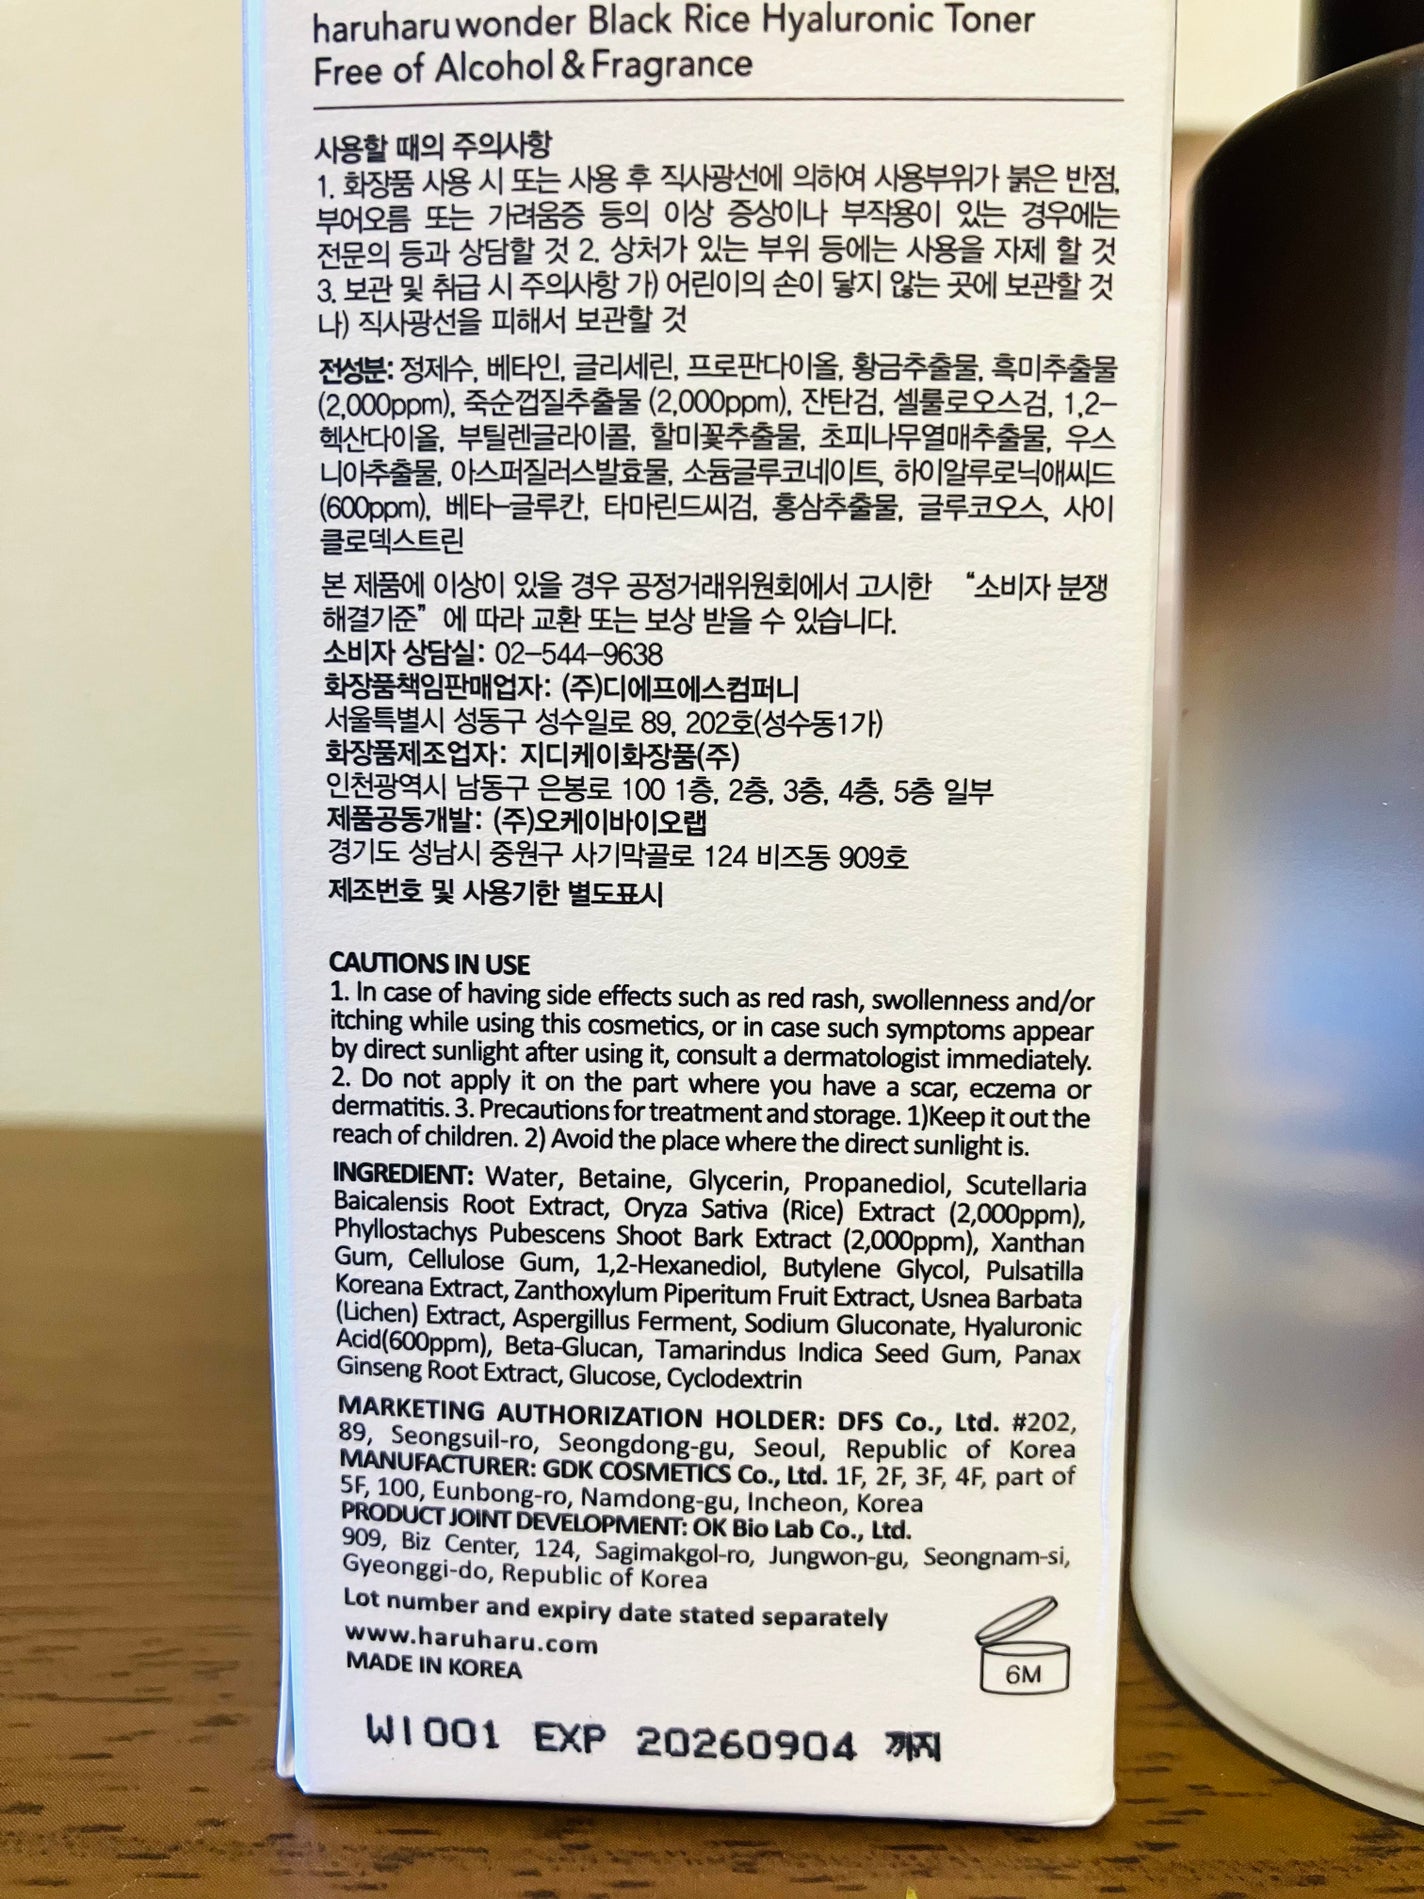 haruharu wonder Black Rice Hyaluronic Toner
Free of Alcohol & Fragrance
사용할 때의 주의사항
1. 화장품 사용 시 또는 사용 후 직사광선에 의하여 사용부위가 붉은 반점,
부어오름 또는 가려움증 등의 이상 증상이나 부작용이 있는 경우에는
전문의 등과 상담할 것 2. 상처가 있는 부위 등에는 사용을 자제 할 것
3. 보관 및 취급 시 주의사항 가) 어린이의 손이 닿지 않는 곳에 보관할 것
나) 직사광선을 피해서 보관할 것
전성분: 정제수, 베타인, 글리세린, 프로판다이올, 황금추출물, 흑미추출물
(2,000ppm), 죽순껍질추출물 (2,000ppm), 잔탄검, 셀룰로오스검, 1,2-
헥산다이올, 부틸렌글라이콜, 할미꽃추출물, 초피나무열매추출물, 우스
니아추출물, 아스퍼질러스발효물, 소듐글루코네이트, 하이알루로닉애씨드
(600ppm), 베타-글루칸, 타마린드씨검, 홍삼추출물, 글루코오스, 사이
클로덱스트린
본 제품에 이상이 있을 경우 공정거래위원회에서 고시한 “소비자 분쟁
해결기준” 에 따라 교환 또는 보상 받을 수 있습니다.
소비자 상담실: 02-544-9638
화장품책임판매업자: (주)디에프에스컴퍼니
서울특별시 성동구 성수일로 89, 202호(성수동1가)
화장품제조업자: 지디케이화장품(주)
인천광역시 남동구 은봉로 100 1층, 2층, 3층, 4층, 5층 일부
제품공동개발: (주)오케이바이오랩
경기도 성남시 중원구 사기막골로 124 비즈동 909호
제조번호 및 사용기한 별도표시
CAUTIONS IN USE
1. In case of having side effects such as red rash, swollenness and/or
itching while using this cosmetics, or in case such symptoms appear
by direct sunlight after using it, consult a dermatologist immediately.
2. Do not apply it on the part where you have a scar, eczema or
dermatitis. 3. Precautions for treatment and storage. 1)Keep it out the
reach of children. 2) Avoid the place where the direct sunlight is.
INGREDIENT: Water, Betaine, Glycerin, Propanediol, Scutellaria
Baicalensis Root Extract, Oryza Sativa (Rice) Extract (2,000ppm),
Phyllostachys Pubescens Shoot Bark Extract (2,000ppm), Xanthan
Gum, Cellulose Gum, 1,2-Hexanediol, Butylene Glycol, Pulsatilla
Koreana Extract, Zanthoxylum Piperitum Fruit Extract, Usnea Barbata
(Lichen) Extract, Aspergillus Ferment, Sodium Gluconate, Hyaluronic
Acid(600ppm), Beta-Glucan, Tamarindus Indica Seed Gum, Panax
Ginseng Root Extract, Glucose, Cyclodextrin
MARKETING AUTHORIZATION HOLDER: DFS Co., Ltd. #202,
89, Seongsuil-ro, Seongdong-gu, Seoul, Republic of Korea
MANUFACTURER: GDK COSMETICS Co., Ltd. 1F, 2F, 3F, 4F, part of
5F, 100, Eunbong-ro, Namdong-gu, Incheon, Korea
PRODUCT JOINT DEVELOPMENT: OK Bio Lab Co., Ltd.
909, Biz Center, 124, Sagimakgol-ro, Jungwon-gu, Seongnam-si,
Gyeonggi-do, Republic of Korea
Lot number and expiry date stated separately
www.haruharu.com
MADE IN KOREA
6M
WI001 EXP 20260904 까지